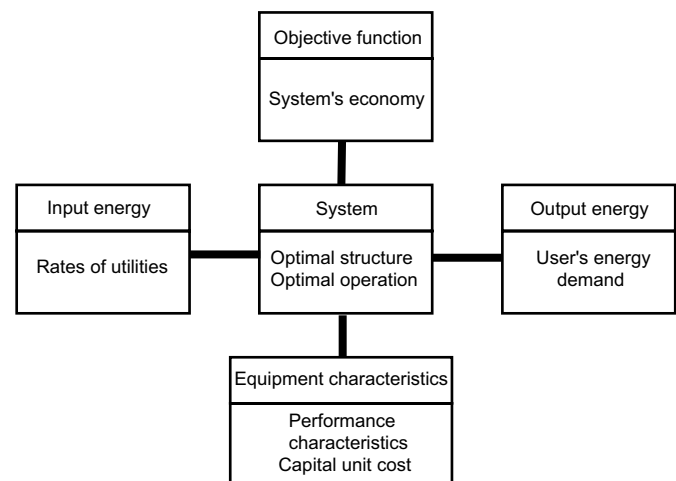 Objective function
System's economy
Input energy
Rates of utilities
System
Optimal structure
Optimal operation
Output energy
User's energy
demand
Equipment characteristics
Performance
characteristics
Capital unit cost